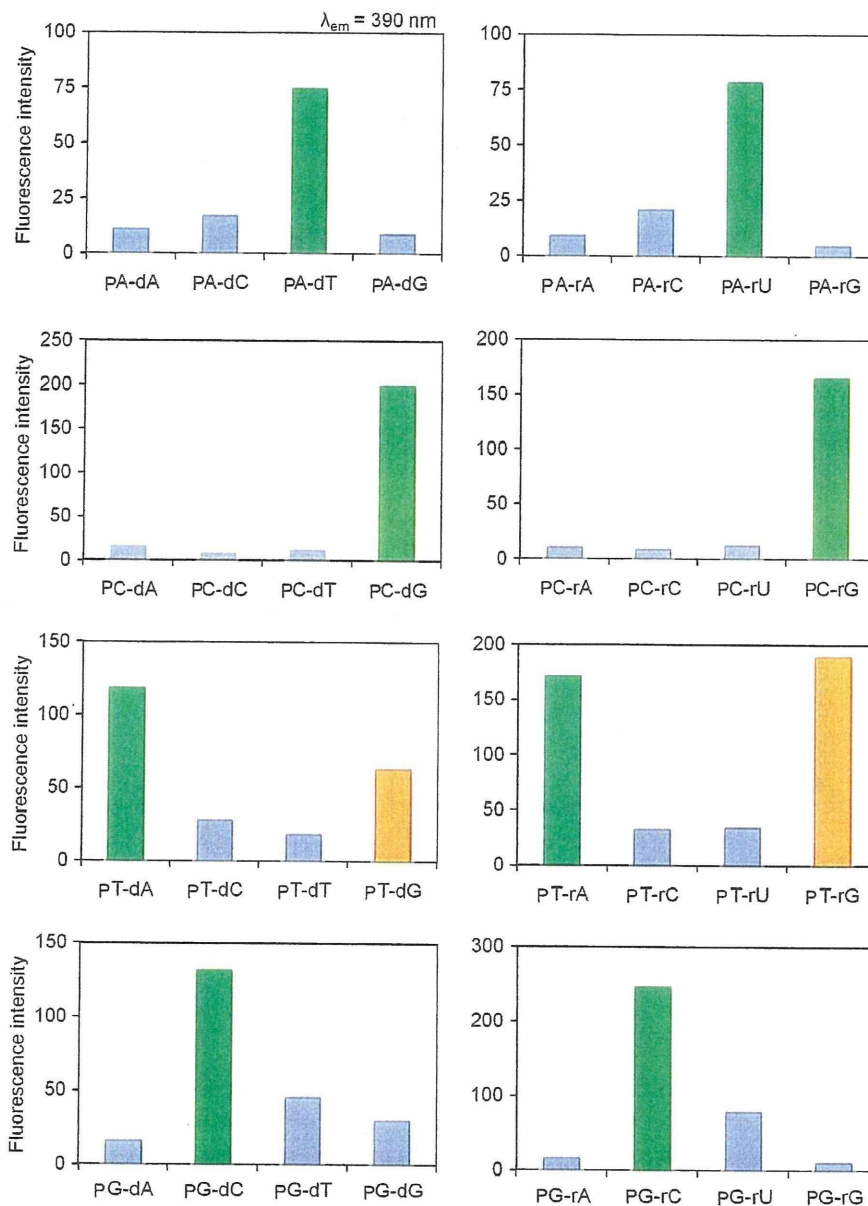 λem = 390 nm
Fluorescence intensity
100
75
50
25
0
PA-dA PA-dC PA-dT PA-dG
100
75
50
25
0
PA-rA PA-rC PA-rU PA-rG
Fluorescence intensity
250
200
150
100
50
0
PC-dA PC-dC PC-dT PC-dG
200
150
100
50
0
PC-rA PC-rC PC-rU PC-rG
Fluorescence intensity
150
100
50
0
PT-dA PT-dC PT-dT PT-dG
200
150
100
50
0
PT-rA PT-rC PT-rU PT-rG
Fluorescence intensity
150
100
50
0
PG-dA PG-dC PG-dT PG-dG
300
200
100
0
PG-rA PG-rC PG-rU PG-rG